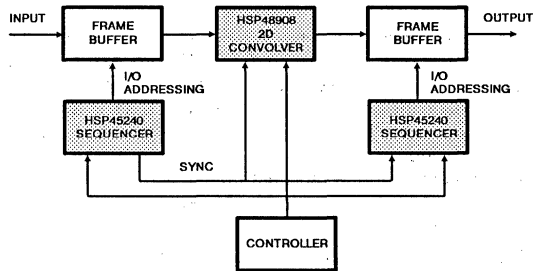 INPUT
FRAME
BUFFER
HSP48908
2D
CONVOLVER
FRAME
BUFFER
OUTPUT
I/O
ADDRESSING
I/O
ADDRESSING
HSP45240
SEQUENCER
HSP45240
SEQUENCER
SYNC
CONTROLLER